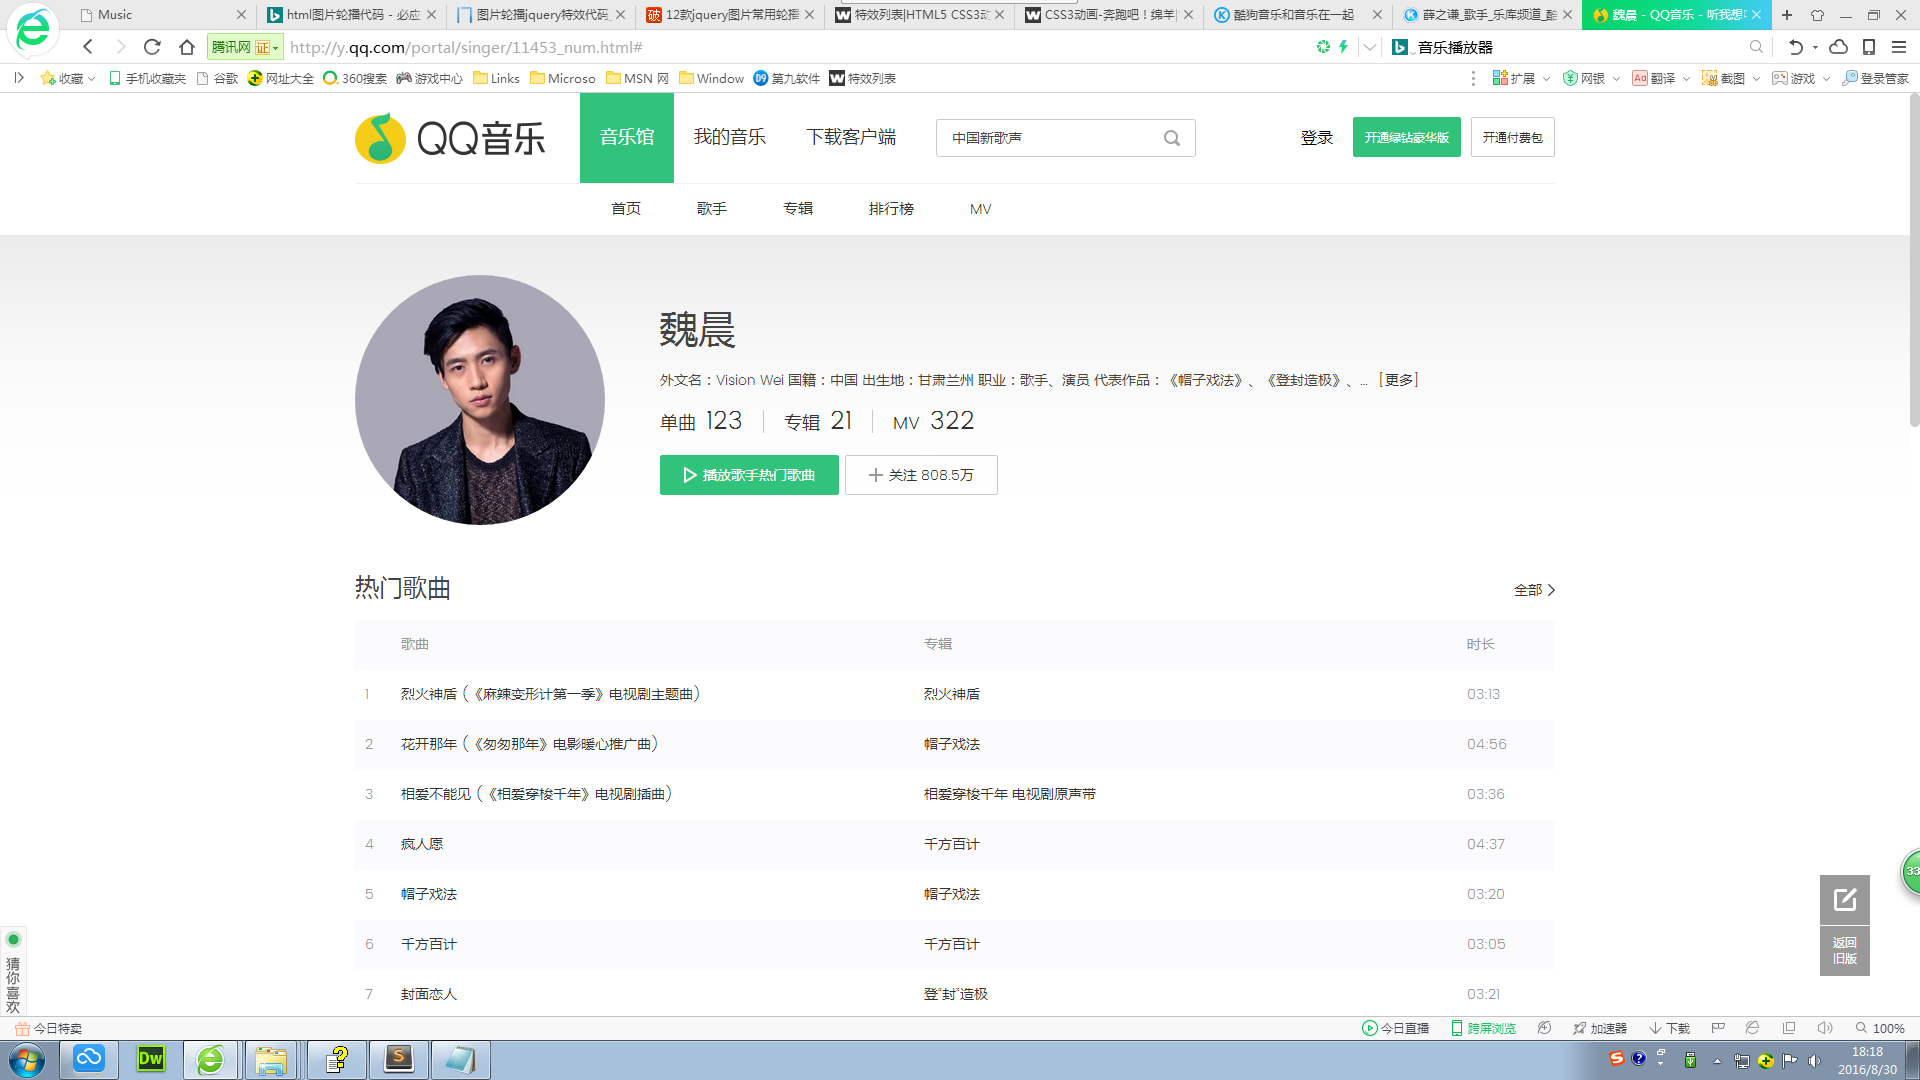 Music
html图片轮播代码 - 必应
图片轮播jquery特效代码
12款jquery图片常用轮播
特效列表|HTML5 CSS3动
CSS3动画-奔跑吧！绵羊
酷狗音乐和音乐在一起
薛之谦_歌手_乐库频道_酷
魏晨 - QQ音乐 - 听我想
腾讯网 证
http://y.qq.com/portal/singer/11453_num.html#
音乐播放器
收藏
手机收藏夹
谷歌
网址大全
360搜索
游戏中心
Links
Microso
MSN 网
Window
第九软件
特效列表
扩展
网银
翻译
截图
游戏
登录管家
QQ音乐
音乐馆
我的音乐
下载客户端
中国新歌声
登录
开通绿钻豪华版
开通付费包
首页
歌手
专辑
排行榜
MV
魏晨
外文名：Vision Wei 国籍：中国 出生地：甘肃兰州 职业：歌手、演员 代表作品：《帽子戏法》、《登封造极》、... [更多]
单曲 123 专辑 21 MV 322
播放歌手热门歌曲
关注 808.5万
热门歌曲
全部
歌曲 专辑 时长
1 烈火神盾 (《麻辣变形计第一季》电视剧主题曲) 烈火神盾 03:13
2 花开那年 (《匆匆那年》电影暖心推广曲) 帽子戏法 04:56
3 相爱不能见 (《相爱穿梭千年》电视剧插曲) 相爱穿梭千年 电视剧原声带 03:36
4 疯人愿 千方百计 04:37
5 帽子戏法 帽子戏法 03:20
6 千方百计 千方百计 03:05
7 封面恋人 登“封”造极 03:21
33
返回
旧版
猜你喜欢
今日特卖
今日直播
跨屏浏览
加速器
下载
100%
Dw
18:18
2016/8/30